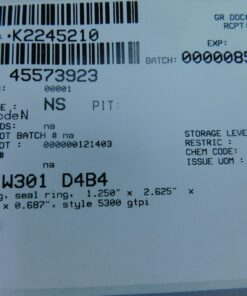 GR DOC
RCPT:
*K2245210
EXP:
BATCH: 0000085
45573923
00001
: NS PIT:
odeN
DS: na
OT BATCH # na
OT : 000000121403
STORAGE LEVE
RESTRIC :
CHEM CODE:
ISSUE UOM :
na
W301 D4B4
g, seal ring, 1.250" x 2.625" x
x 0.687", style 5300 gtpi